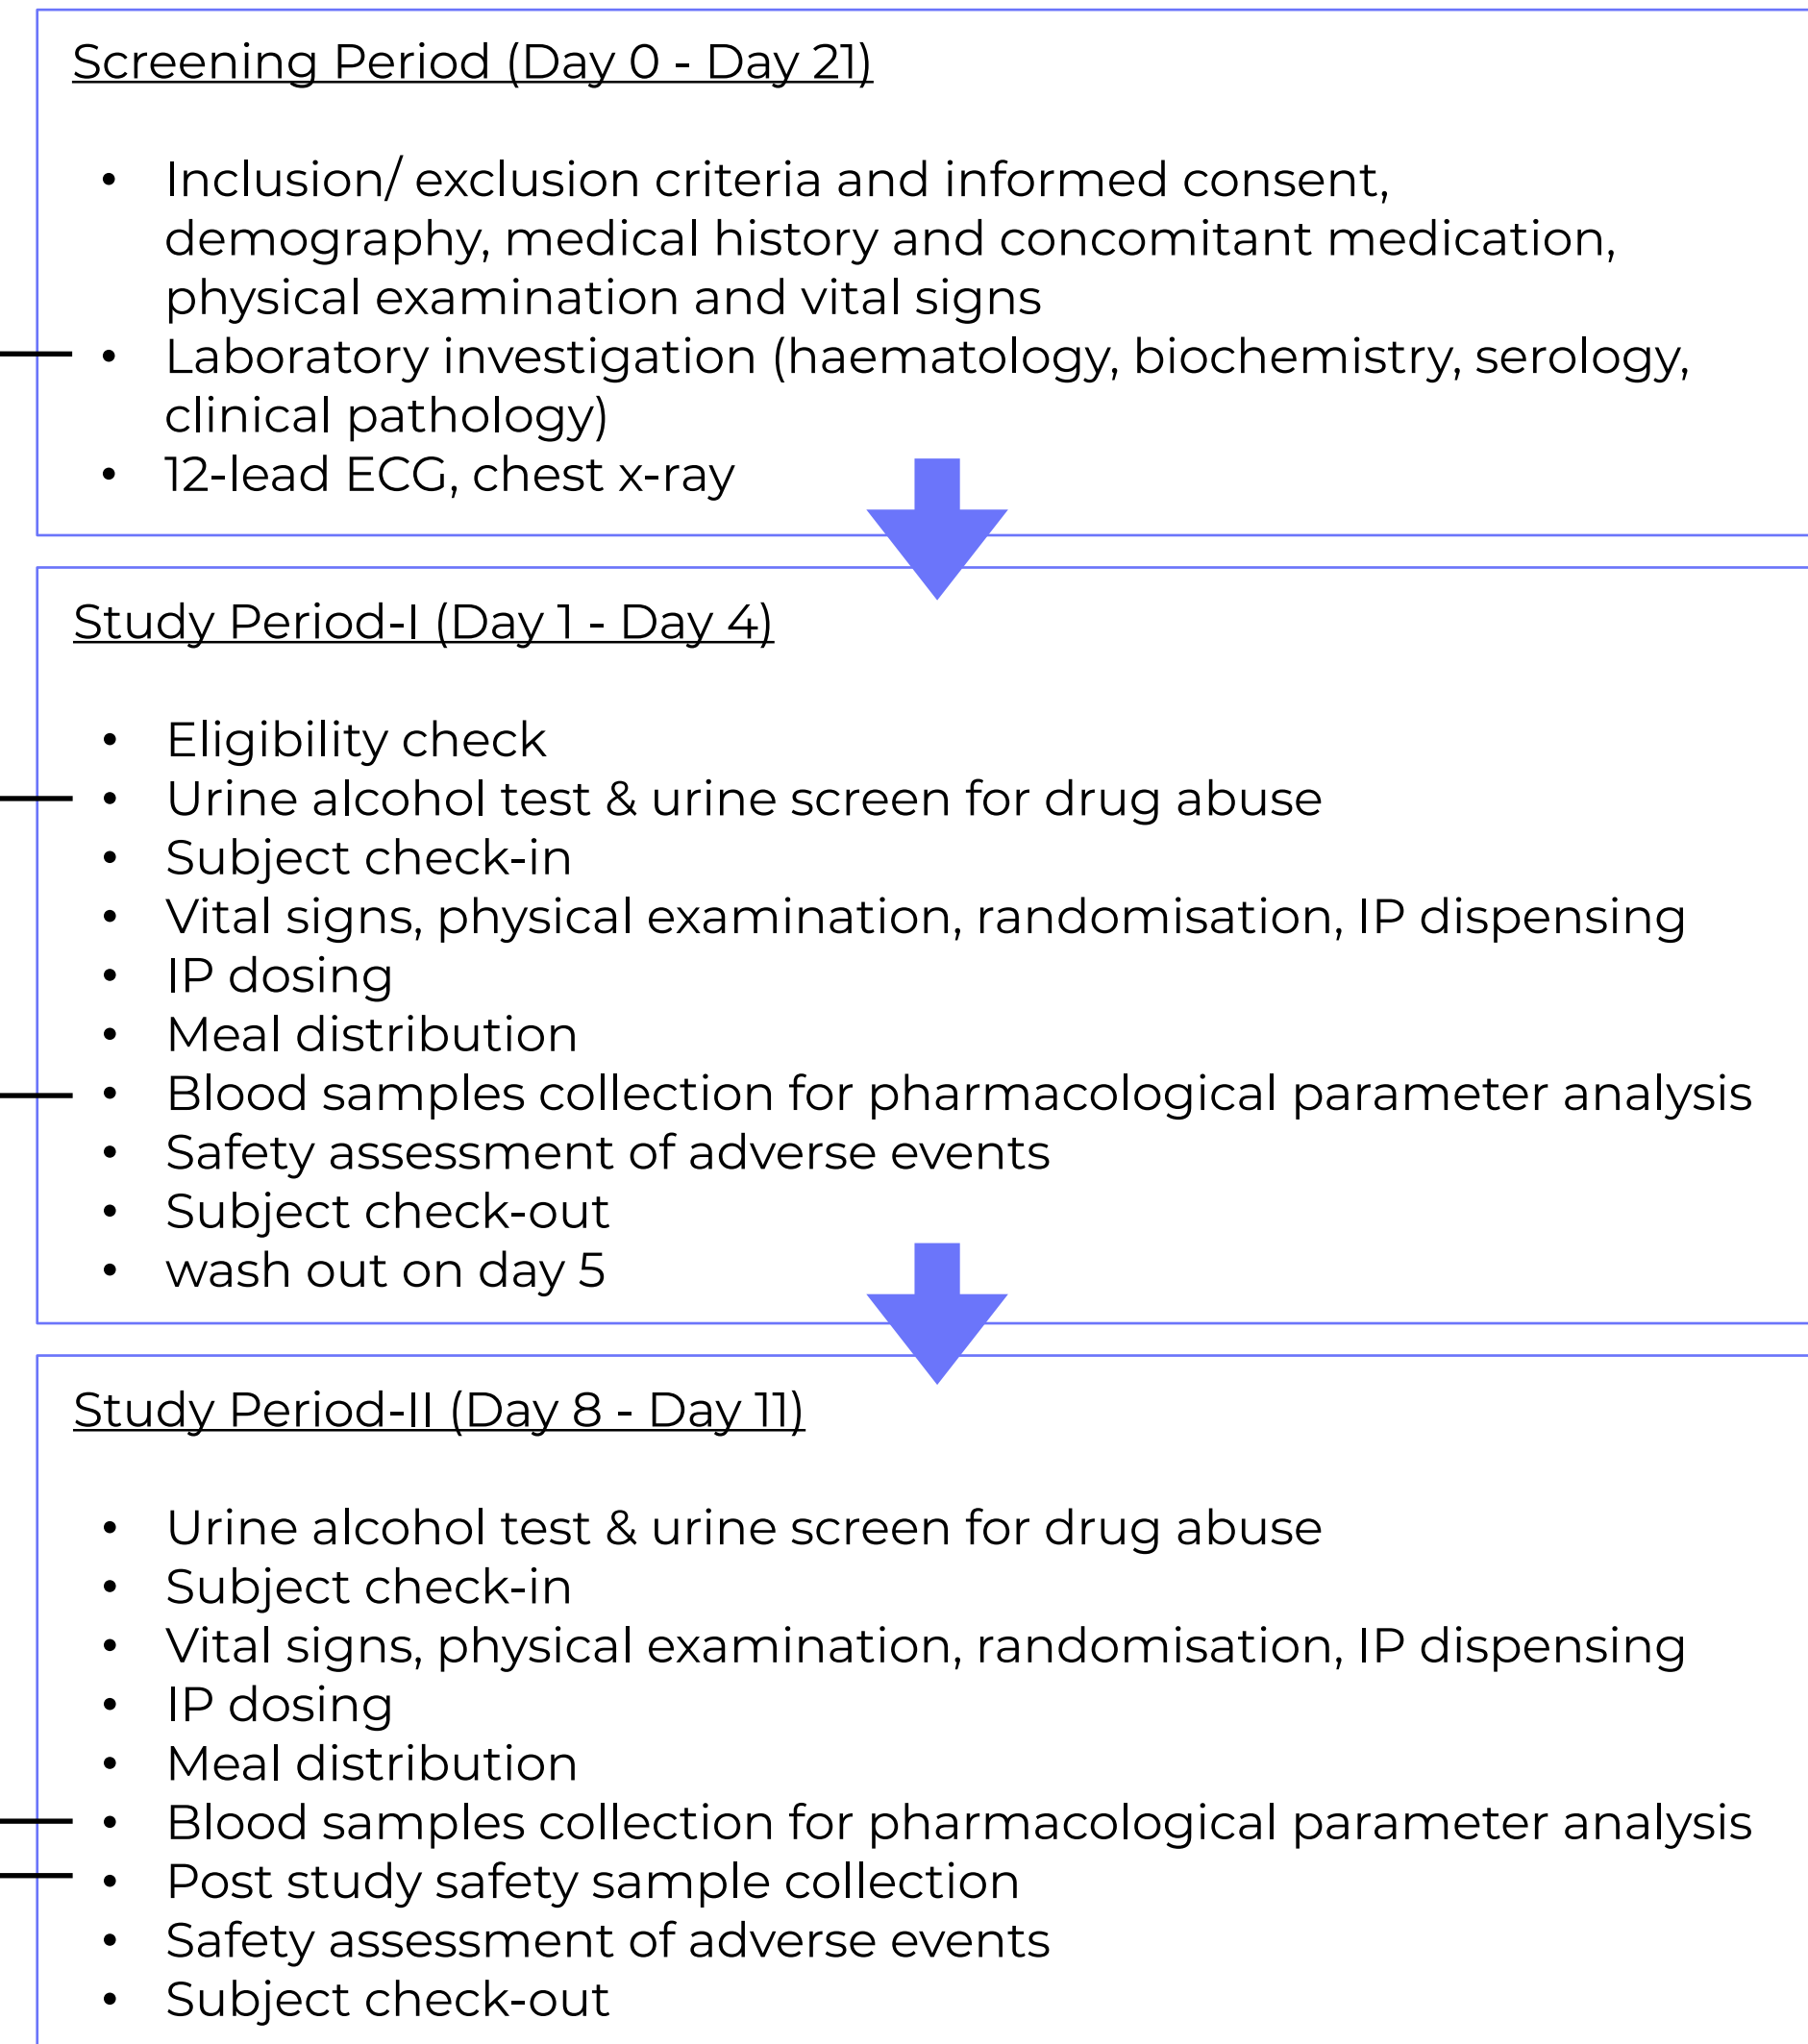 Screening Period (Day 0 - Day 21)
• Inclusion/ exclusion criteria and informed consent,
demography, medical history and concomitant medication,
physical examination and vital signs
• Laboratory investigation (haematology, biochemistry, serology,
clinical pathology)
• 12-lead ECG, chest x-ray
Study Period-I (Day 1 - Day 4)
• Eligibility check
• Urine alcohol test & urine screen for drug abuse
• Subject check-in
• Vital signs, physical examination, randomisation, IP dispensing
• IP dosing
• Meal distribution
• Blood samples collection for pharmacological parameter analysis
• Safety assessment of adverse events
• Subject check-out
• wash out on day 5
Study Period-II (Day 8 - Day 11)
• Urine alcohol test & urine screen for drug abuse
• Subject check-in
• Vital signs, physical examination, randomisation, IP dispensing
• IP dosing
• Meal distribution
• Blood samples collection for pharmacological parameter analysis
• Post study safety sample collection
• Safety assessment of adverse events
• Subject check-out